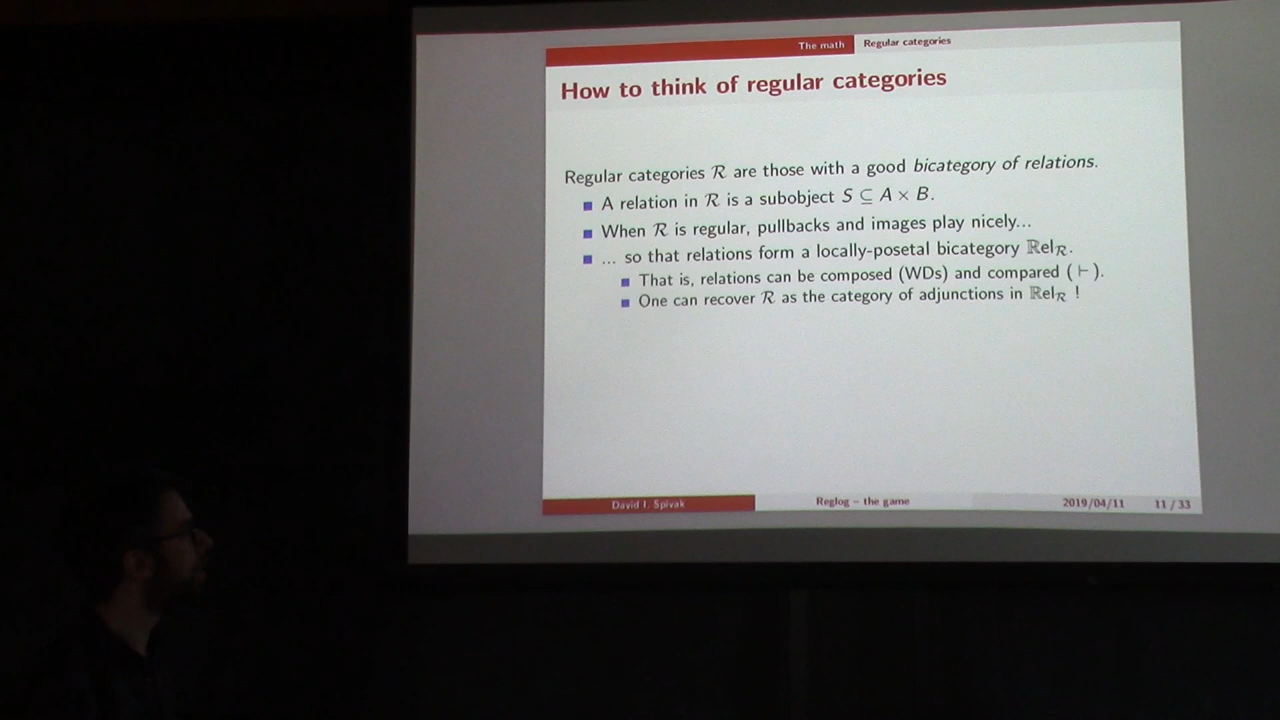 The math Regular categories
How to think of regular categories
Regular categories ℛ are those with a good bicategory of relations.
■ A relation in ℛ is a subobject S ⊆ A × B.
■ When ℛ is regular, pullbacks and images play nicely...
■ ... so that relations form a locally-posetal bicategory ℝel_ℛ.
■ That is, relations can be composed (WDs) and compared (⊢).
■ One can recover ℛ as the category of adjunctions in ℝel_ℛ !
David I. Spivak Reglog – the game 2019/04/11 11 / 33